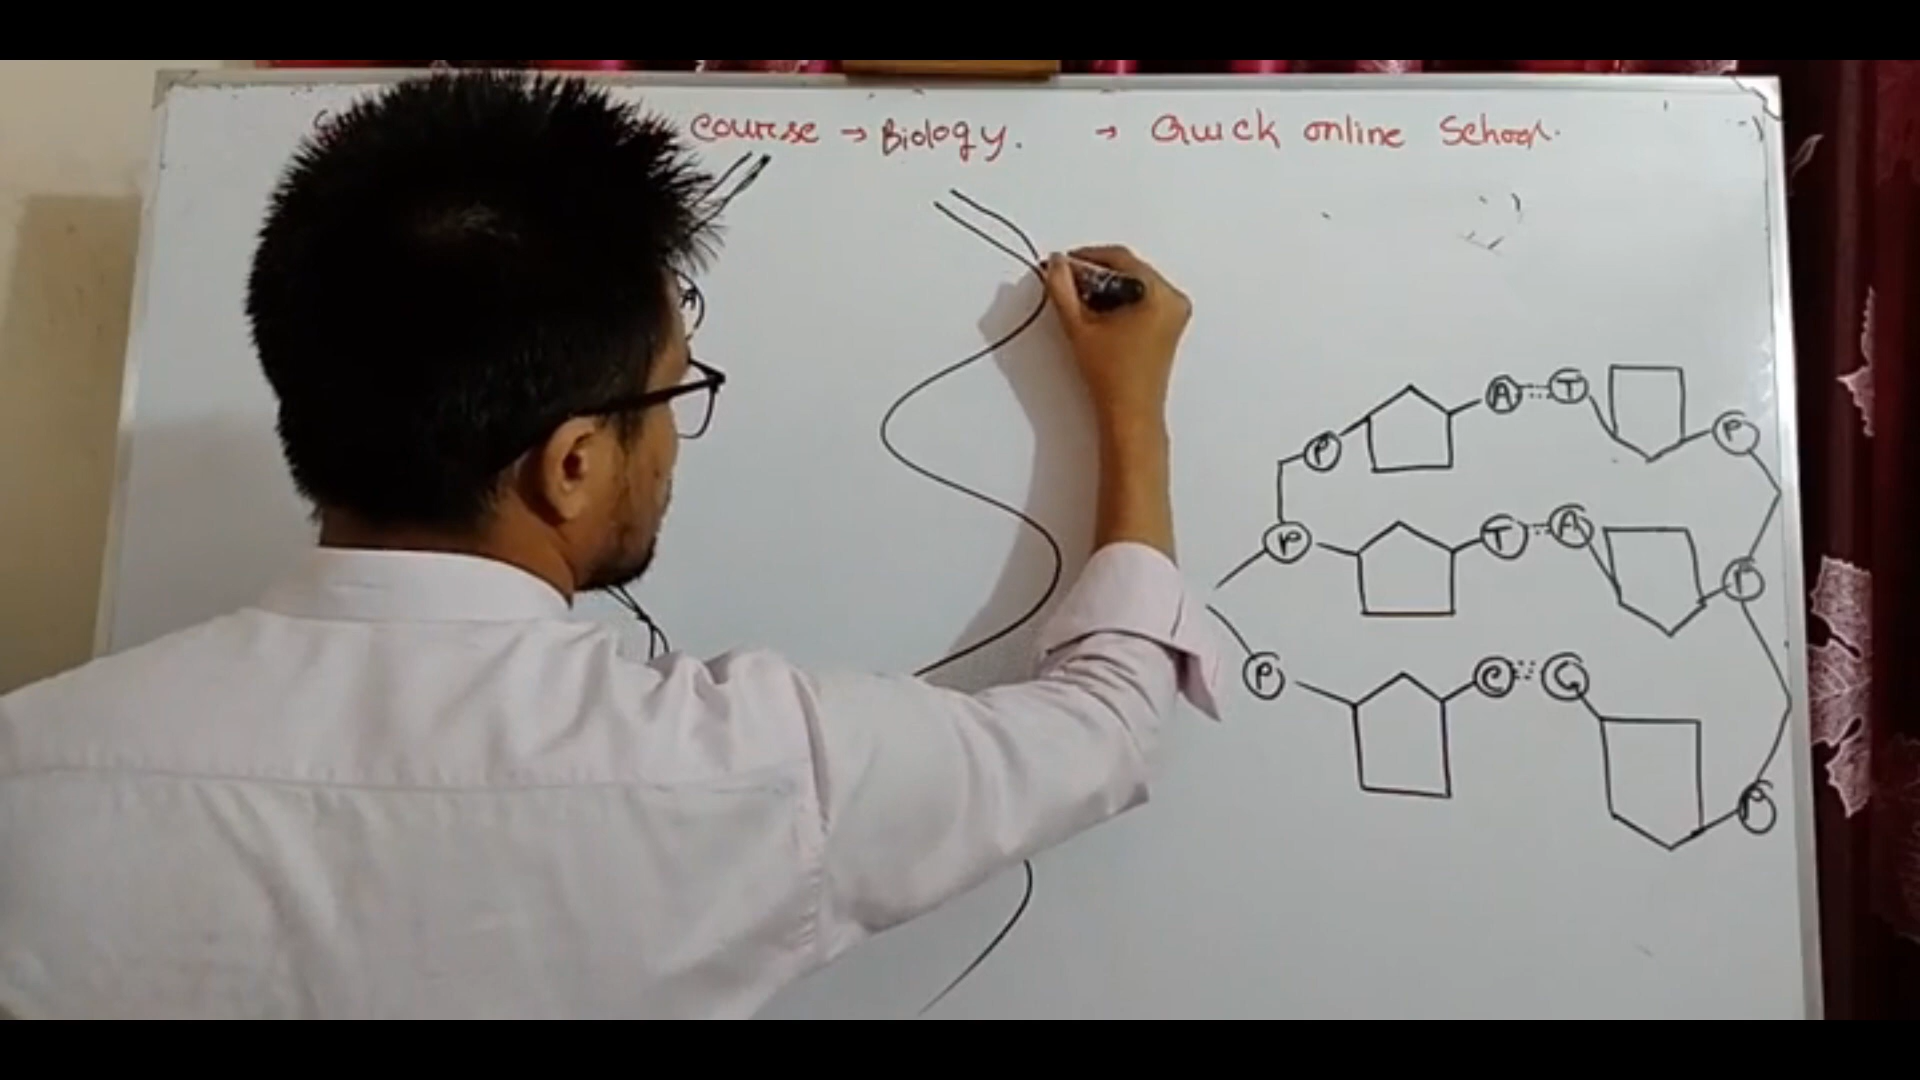 course → Biology. → Quick online School.
A
P A T P
P T A P
P C G P